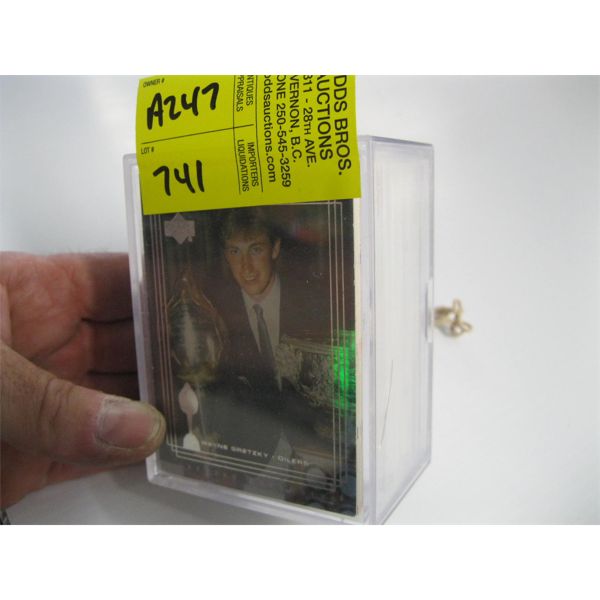 OWNER #
A247
LOT #
741
ANTIQUES
APPRAISALS
IMPORTERS
LIQUIDATIONS
DDS BROS.
AUCTIONS
311 - 28TH AVE.
VERNON, B.C.
ONE 250-545-3259
oddsauctions.com
WAYNE GRETZKY • OILERS